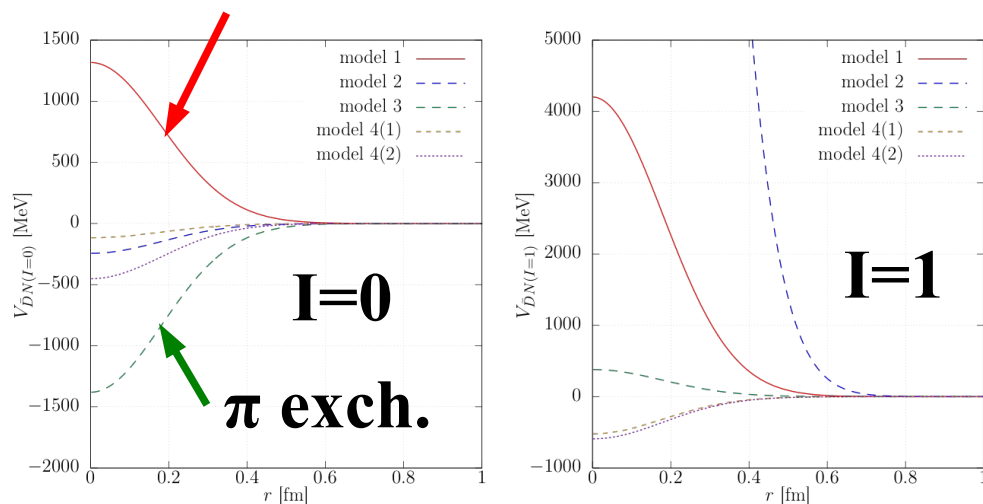 1500
1000
500
0
−500
−1000
−1500
−2000
V_{D̄N(I=0)} [MeV]
model 1
model 2
model 3
model 4(1)
model 4(2)
I=0
π exch.
0 0.2 0.4 0.6 0.8 1
r [fm]
5000
4000
3000
2000
1000
0
−1000
V_{D̄N(I=1)} [MeV]
model 1
model 2
model 3
model 4(1)
model 4(2)
I=1
0 0.2 0.4 0.6 0.8 1
r [fm]